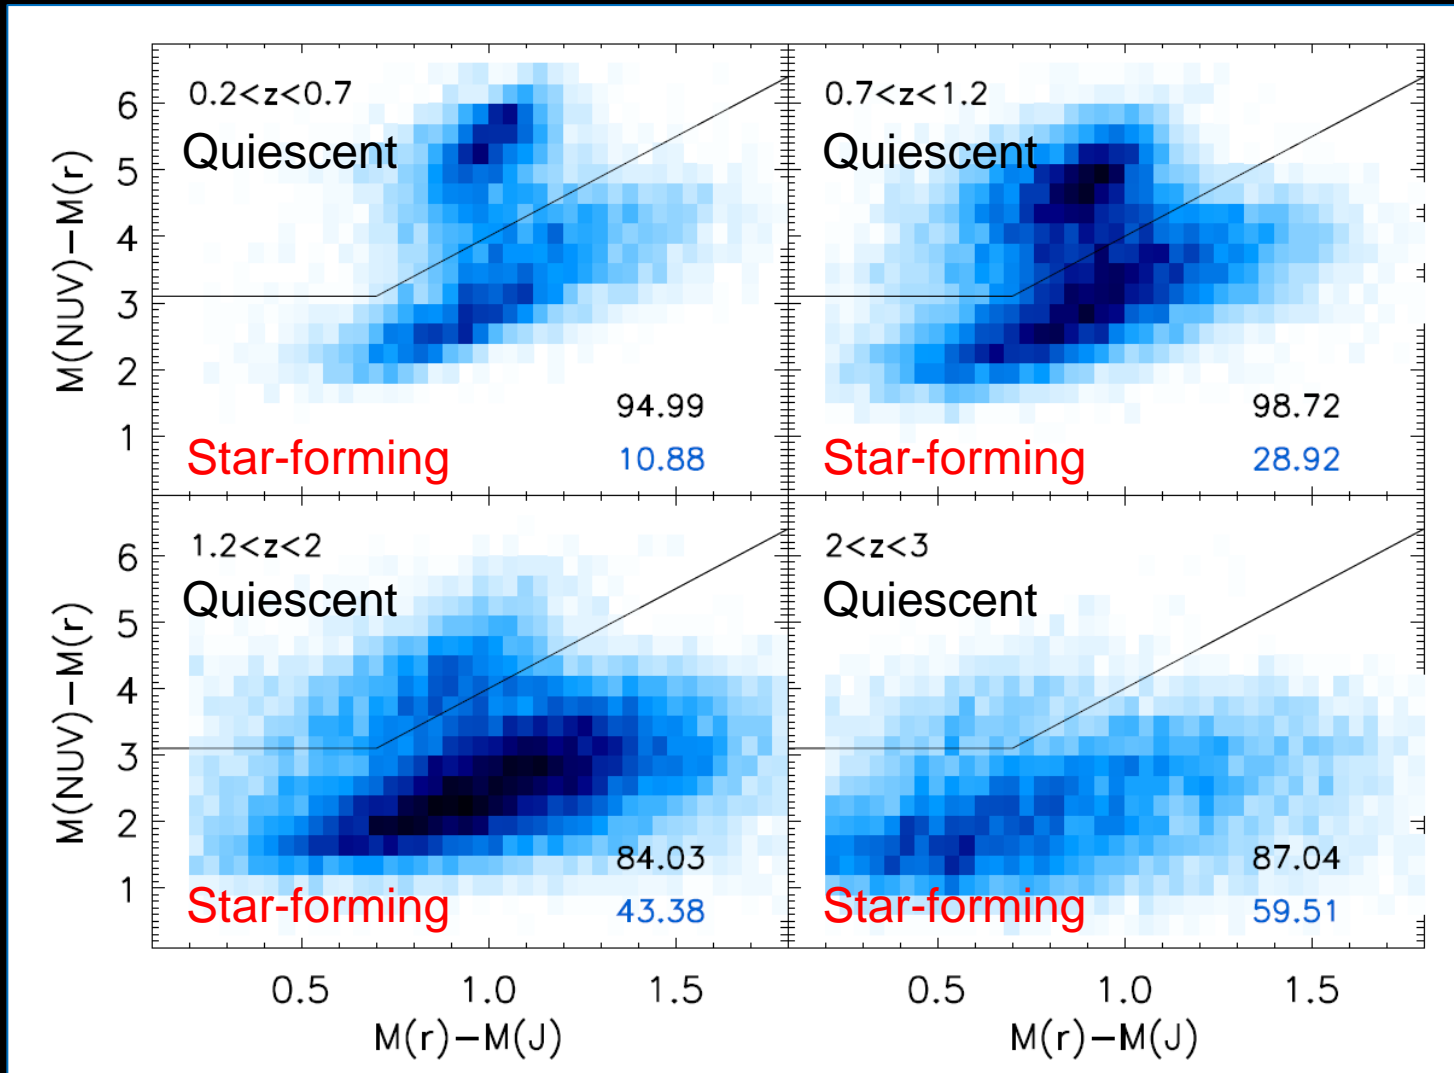 0.2<z<0.7
Quiescent
94.99
Star-forming
10.88
0.7<z<1.2
Quiescent
98.72
Star-forming
28.92
1.2<z<2
Quiescent
84.03
Star-forming
43.38
2<z<3
Quiescent
87.04
Star-forming
59.51
M(NUV)-M(r)
6
5
4
3
2
1
M(NUV)-M(r)
6
5
4
3
2
1
0.5 1.0 1.5
0.5 1.0 1.5
M(r)-M(J)
M(r)-M(J)